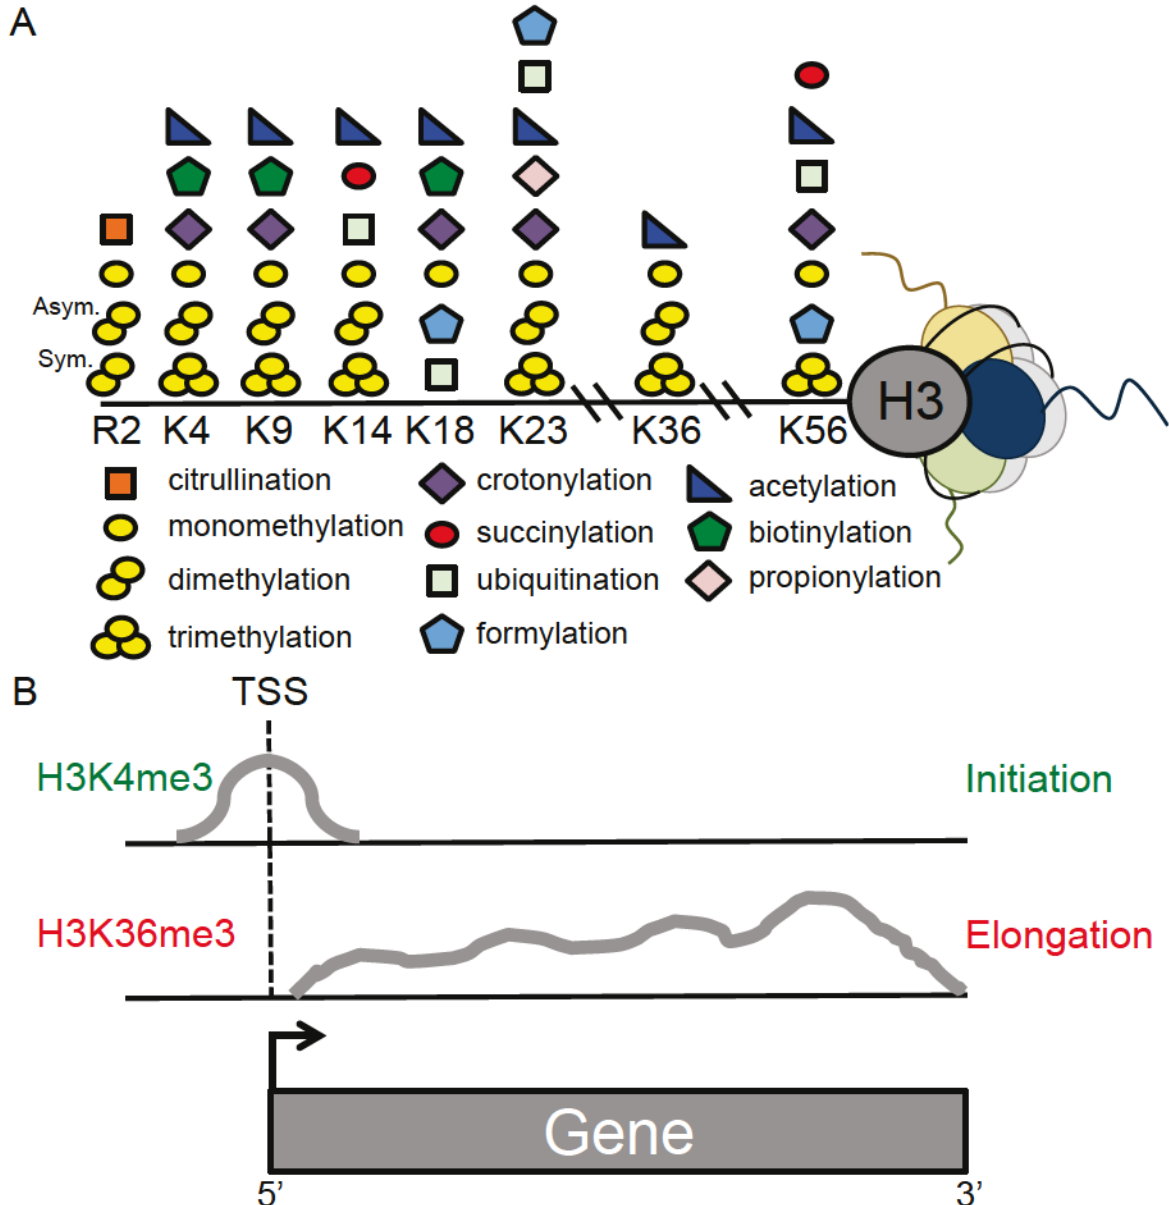 A
Asym.
Sym.
R2 K4 K9 K14 K18 K23 K36 K56
H3
citrullination
monomethylation
dimethylation
trimethylation
crotonylation
succinylation
ubiquitination
formylation
acetylation
biotinylation
propionylation
B
TSS
H3K4me3
Initiation
H3K36me3
Elongation
Gene
5’
3’